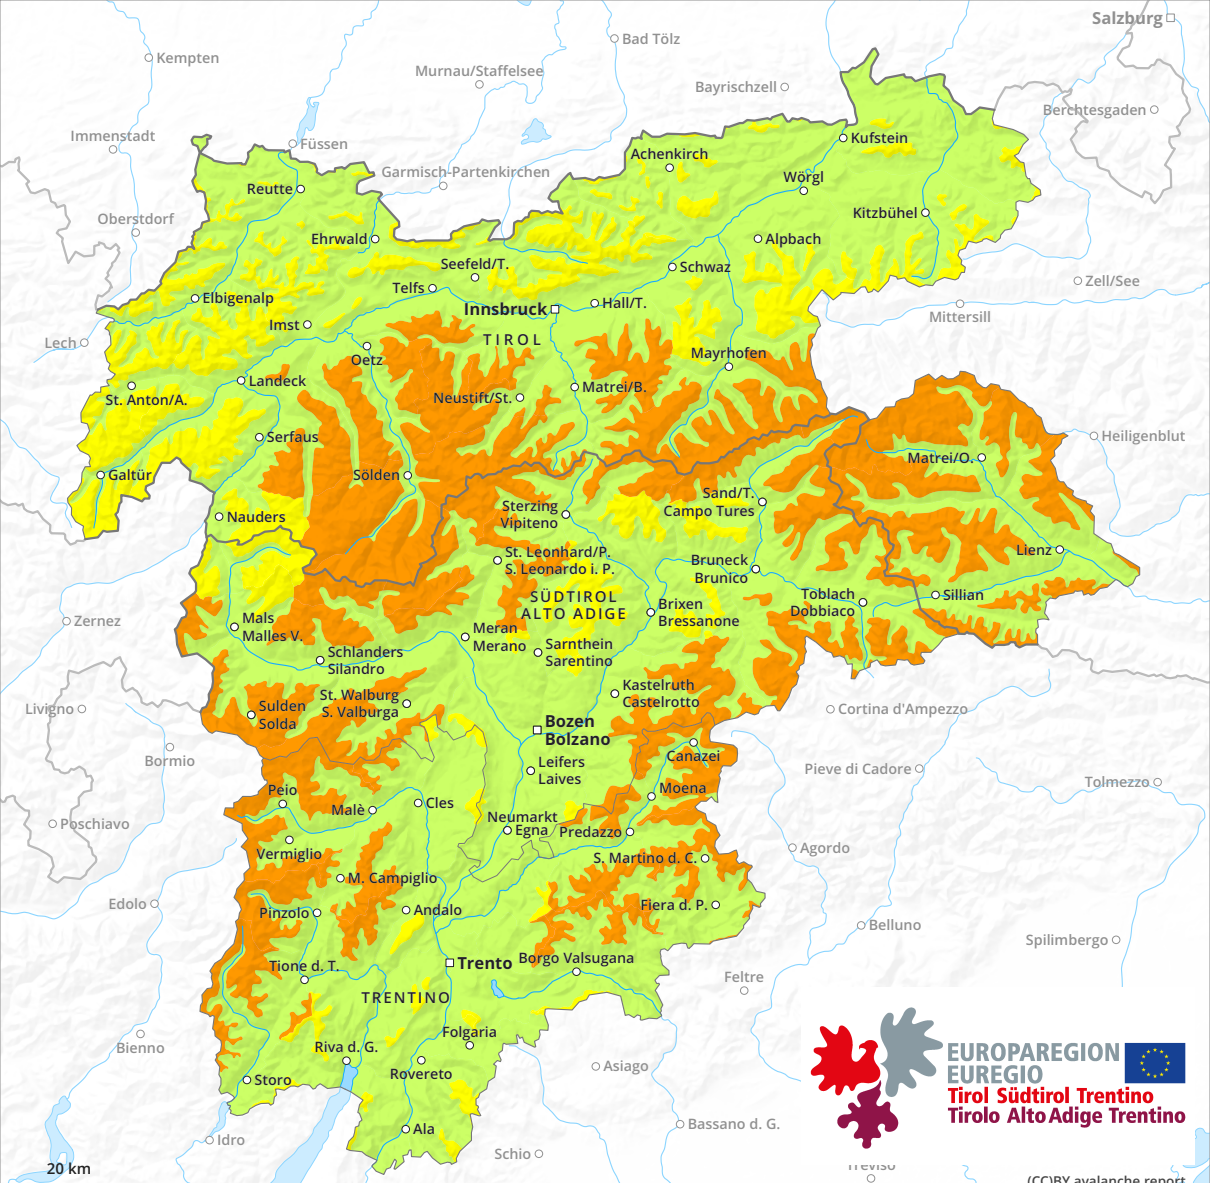 Salzburg
Bad Tölz
Kempten
Murnau/Staffelsee
Bayrischzell
Berchtesgaden
Immenstadt
Füssen
Kufstein
Achenkirch
Garmisch-Partenkirchen
Wörgl
Reutte
Oberstdorf
Kitzbühel
Ehrwald
Alpbach
Seefeld/T.
Schwaz
Zell/See
Telfs
Elbigenalp
Hall/T.
Innsbruck
Mittersill
Imst
TIROL
Lech
Oetz
Mayrhofen
Landeck
Matrei/B.
St. Anton/A.
Neustift/St.
Serfaus
Heiligenblut
Matrei/O.
Galtür
Sölden
Sand/T.
Campo Tures
Sterzing
Vipiteno
Nauders
Lienz
St. Leonhard/P.
S. Leonardo i. P.
Bruneck
Brunico
SÜDTIROL
ALTO ADIGE
Toblach
Dobbiaco
Sillian
Brixen
Bressanone
Zernez
Mals
Malles V.
Meran
Merano
Sarnthein
Sarentino
Schlanders
Silandro
Kastelruth
Castelrotto
St. Walburg
S. Valburga
Livigno
Sulden
Solda
Cortina d'Ampezzo
Bozen
Bolzano
Bormio
Canazei
Leifers
Laives
Pieve di Cadore
Tolmezzo
Peio
Moena
Malè
Cles
Neumarkt
Egna
Predazzo
Poschiavo
Vermiglio
S. Martino d. C.
Agordo
M. Campiglio
Edolo
Pinzolo
Andalo
Fiera d. P.
Belluno
Spilimbergo
Tione d. T.
Trento
Borgo Valsugana
Feltre
TRENTINO
Folgaria
Bienno
Riva d. G.
Rovereto
Asiago
Storo
EUROPAREGION
EUREGIO
Tirol Südtirol Trentino
Tirolo Alto Adige Trentino
Ala
Bassano d. G.
Idro
Schio
20 km
Treviso
(CC)BY avalanche.report